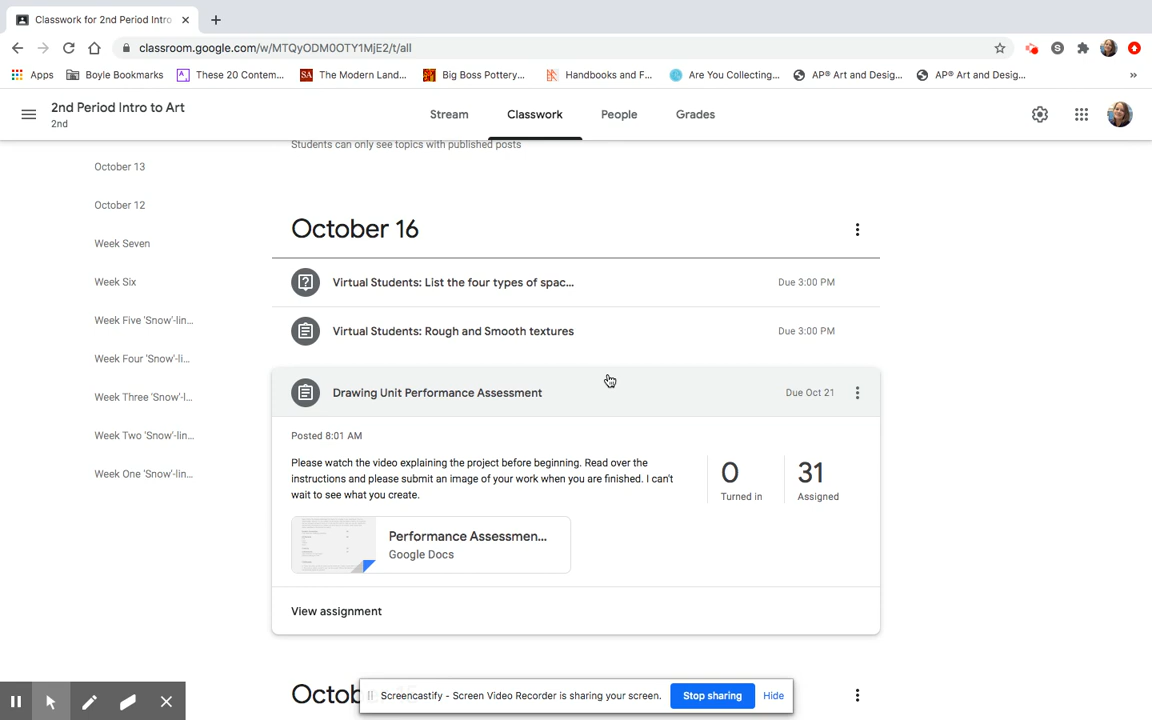 Classwork for 2nd Period Intro
classroom.google.com/w/MTQyODM0OTY1MjE2/t/all
Apps
Boyle Bookmarks
These 20 Contem...
The Modern Land...
Big Boss Pottery...
Handbooks and F...
Are You Collecting...
AP® Art and Desig...
AP® Art and Desig...
2nd Period Intro to Art
2nd
Stream
Classwork
People
Grades
Students can only see topics with published posts
October 13
October 12
Week Seven
Week Six
Week Five 'Snow'-lin...
Week Four 'Snow'-li...
Week Three 'Snow'-l...
Week Two 'Snow'-lin...
Week One 'Snow'-lin...
October 16
Virtual Students: List the four types of spac...
Due 3:00 PM
Virtual Students: Rough and Smooth textures
Due 3:00 PM
Drawing Unit Performance Assessment
Due Oct 21
Posted 8:01 AM
Please watch the video explaining the project before beginning. Read over the
instructions and please submit an image of your work when you are finished. I can't
wait to see what you create.
0
Turned in
31
Assigned
Performance Assessmen...
Google Docs
View assignment
Screencastify - Screen Video Recorder is sharing your screen.
Stop sharing
Hide